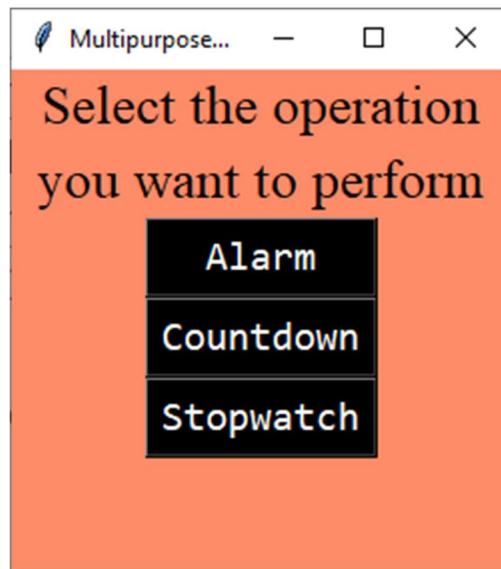 Multipurpose...
Select the operation
you want to perform
Alarm
Countdown
Stopwatch